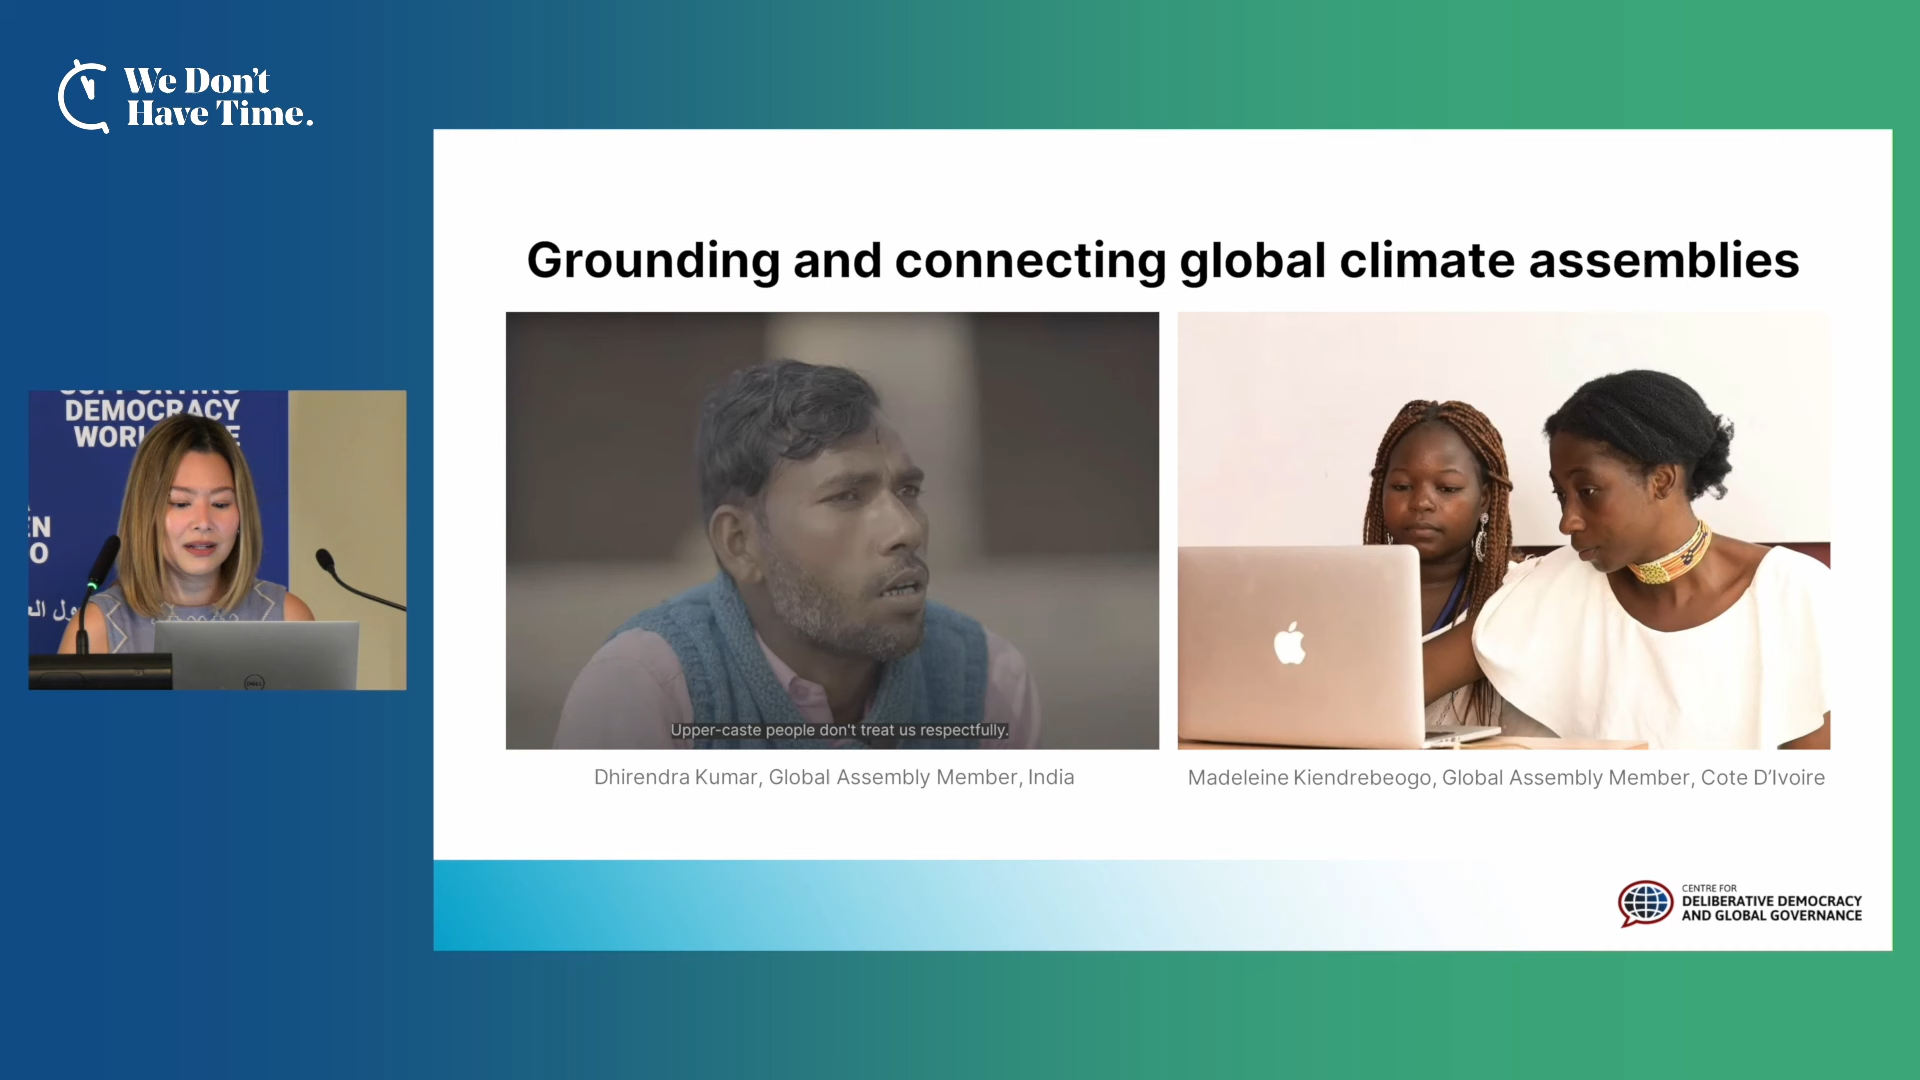 We Don't
Have Time.
DEMOCRACY
Grounding and connecting global climate assemblies
Upper-caste people don't treat us respectfully.
Dhirendra Kumar, Global Assembly Member, India
Madeleine Kiendrebeogo, Global Assembly Member, Cote D'Ivoire
CENTRE FOR
DELIBERATIVE DEMOCRACY
AND GLOBAL GOVERNANCE
DELL